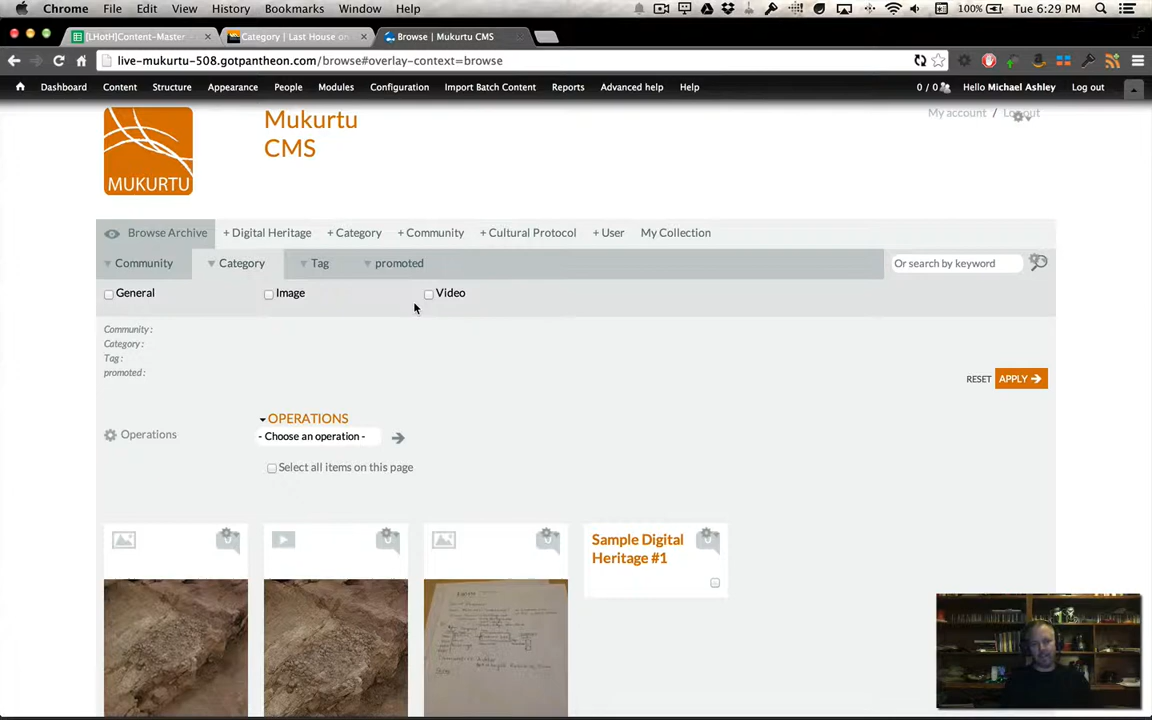 Chrome File Edit View History Bookmarks Window Help 100% Tue 6:29 PM
[LHotH]Content-Master Category | Last House on Browse | Mukurtu CMS
live-mukurtu-508.gotpantheon.com/browse#overlay-context=browse
Dashboard Content Structure Appearance People Modules Configuration Import Batch Content Reports Advanced help Help 0 / 0 Hello Michael Ashley Log out
My account / Log out
Mukurtu
CMS
MUKURTU
Browse Archive + Digital Heritage + Category + Community + Cultural Protocol + User My Collection
Community Category Tag promoted Or search by keyword
General Image Video
Community :
Category :
Tag :
promoted :
RESET APPLY
OPERATIONS
Operations - Choose an operation -
Select all items on this page
Sample Digital
Heritage #1